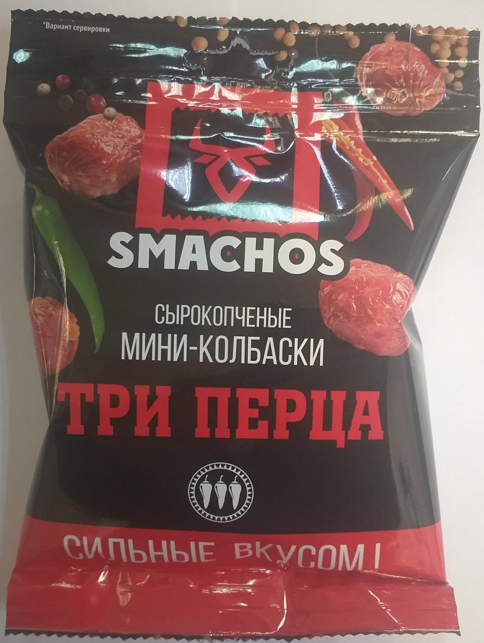 *Вариант сервировки
SMACHOS
СЫРОКОПЧЕНЫЕ
МИНИ-КОЛБАСКИ
ТРИ ПЕРЦА
СИЛЬНЫЕ ВКУСОМ!